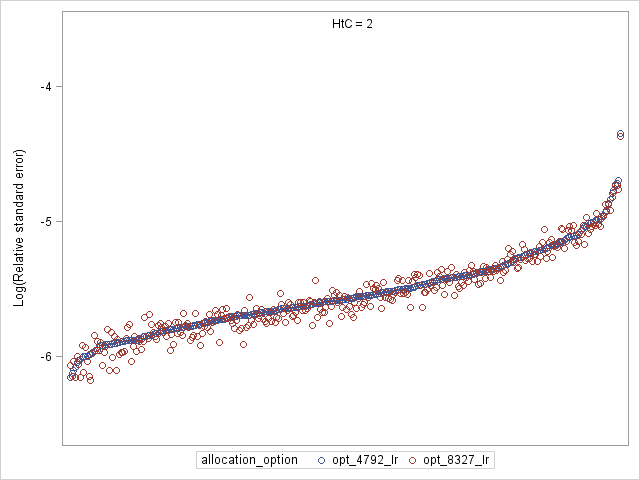 HtC = 2
-4
-5
-6
Log(Relative standard error)
allocation_option opt_4792_lr opt_8327_lr